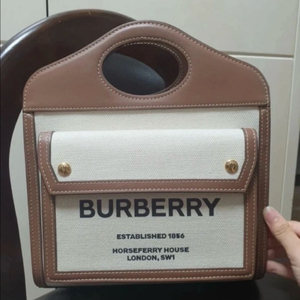 BURBERRY
ESTABLISHED 1856
HORSEFERRY HOUSE
LONDON, SW1